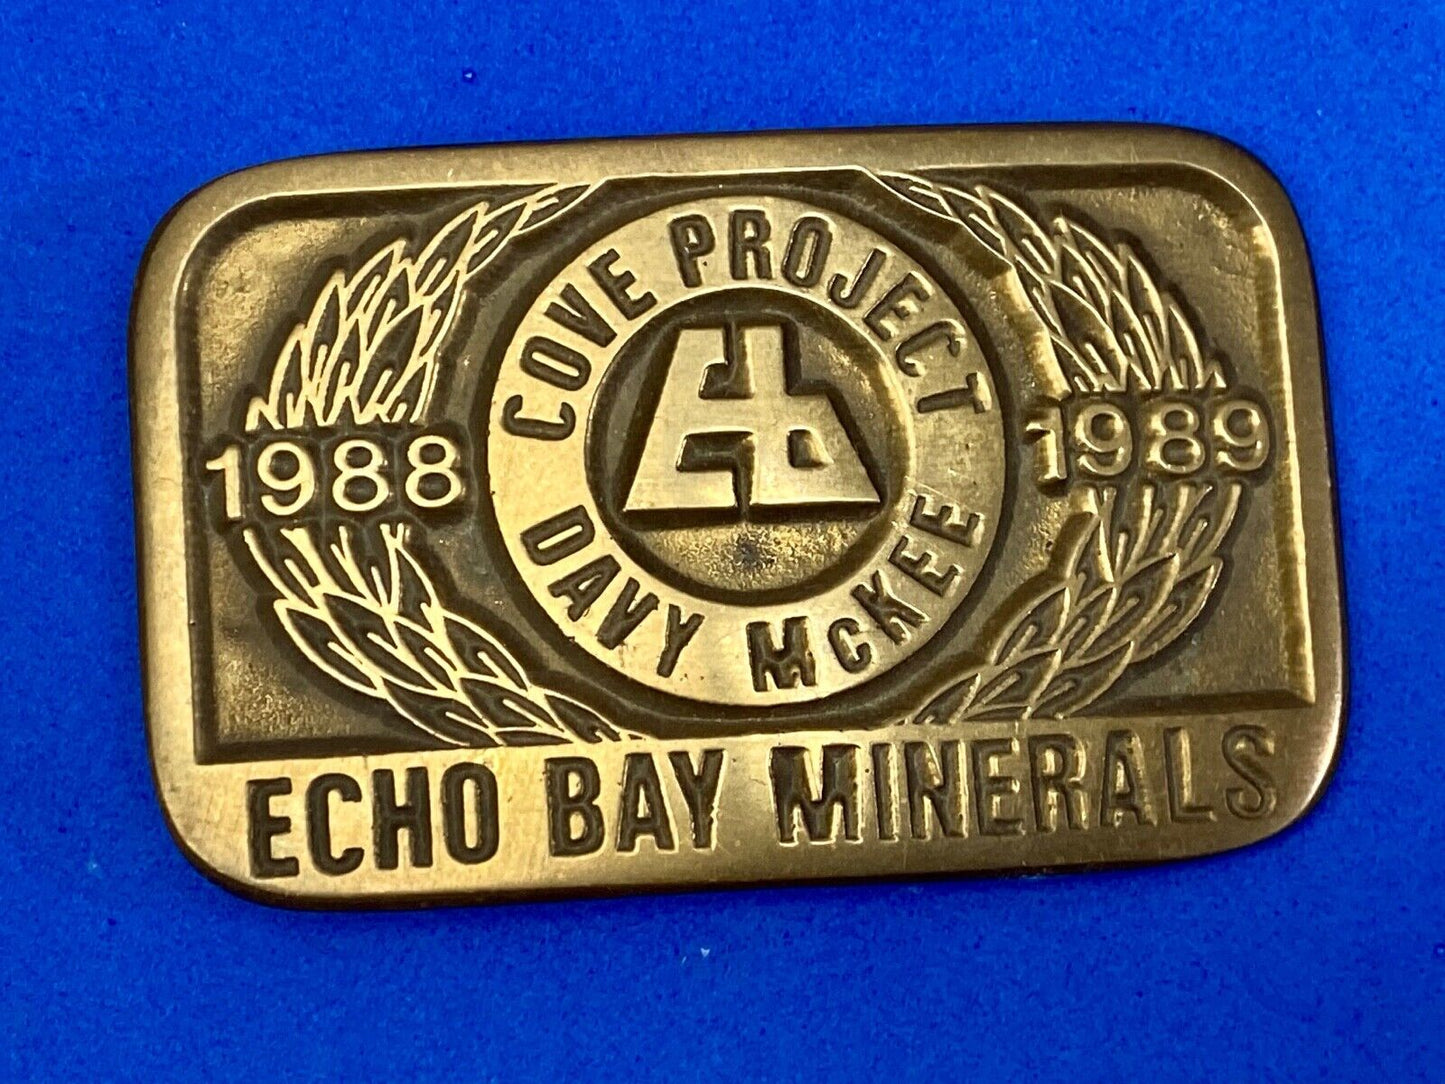 COVE PROJECT
1988
1989
DAVY McKEE
ECHO BAY MINERALS